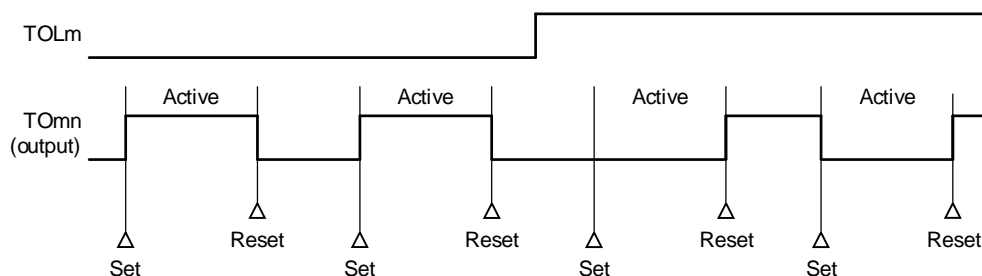 TOLm
Active
Active
Active
Active
TOmn
(output)
Reset
Reset
Reset
Reset
Set
Set
Set
Set